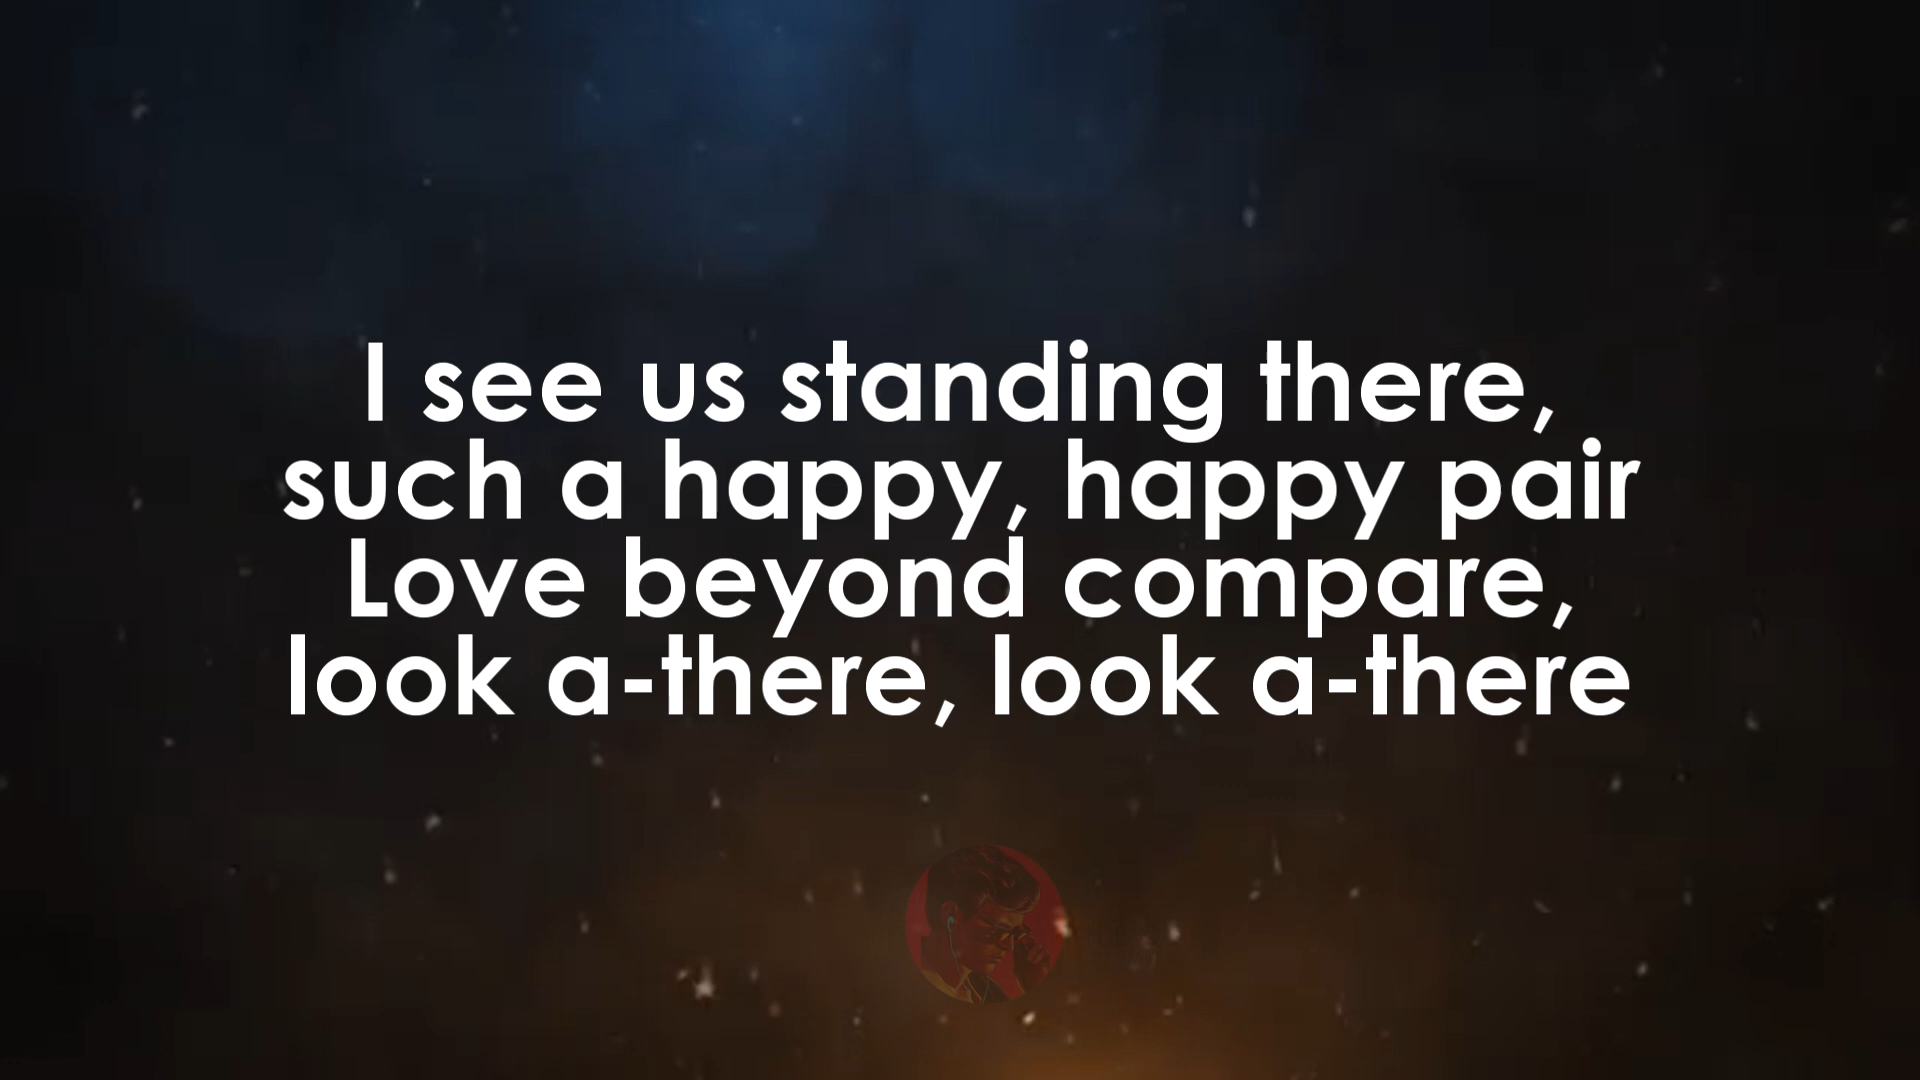 I see us standing there,
such a happy, happy pair
Love beyond compare,
look a-there, look a-there